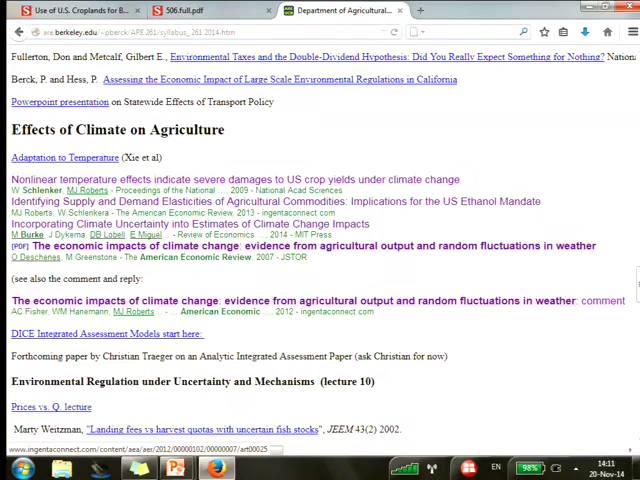 Use of U.S. Croplands for B...
506.full.pdf
Department of Agricultural...
are.berkeley.edu/~pberck/ARE 261/syllabus_261 2014.htm
Fullerton, Don and Metcalf, Gilbert E., Environmental Taxes and the Double-Dividend Hypothesis: Did You Really Expect Something for Nothing? Nationa
Berck, P. and Hess, P. Assessing the Economic Impact of Large Scale Environmental Regulations in California
Powerpoint presentation on Statewide Effects of Transport Policy
Effects of Climate on Agriculture
Adaptation to Temperature (Xie et al)
Nonlinear temperature effects indicate severe damages to US crop yields under climate change
W Schlenker, MJ Roberts - Proceedings of the National ..., 2009 - National Acad Sciences
Identifying Supply and Demand Elasticities of Agricultural Commodities: Implications for the US Ethanol Mandate
MJ Roberts, W Schlenkera - The American Economic Review, 2013 - ingentaconnect.com
Incorporating Climate Uncertainty into Estimates of Climate Change Impacts
M Burke, J Dykema, DB Lobell, E Miguel ... - Review of Economics ..., 2014 - MIT Press
[PDF] The economic impacts of climate change: evidence from agricultural output and random fluctuations in weather
O Deschenes, M Greenstone - The American Economic Review, 2007 - JSTOR
(see also the comment and reply:
The economic impacts of climate change: evidence from agricultural output and random fluctuations in weather: comment
AC Fisher, WM Hanemann, MJ Roberts - ... American Economic ..., 2012 - ingentaconnect.com
DICE Integrated Assessment Models start here:
Forthcoming paper by Christian Traeger on an Analytic Integrated Assessment Paper (ask Christian for now)
Environmental Regulation under Uncertainty and Mechanisms (lecture 10)
Prices vs. Q. lecture
Marty Weitzman, "Landing fees vs harvest quotas with uncertain fish stocks", JEEM 43(2) 2002.
www.ingentaconnect.com/content/aea/aer/2012/00000102/00000007/art00025
EN
98%
14:11
20-Nov-14